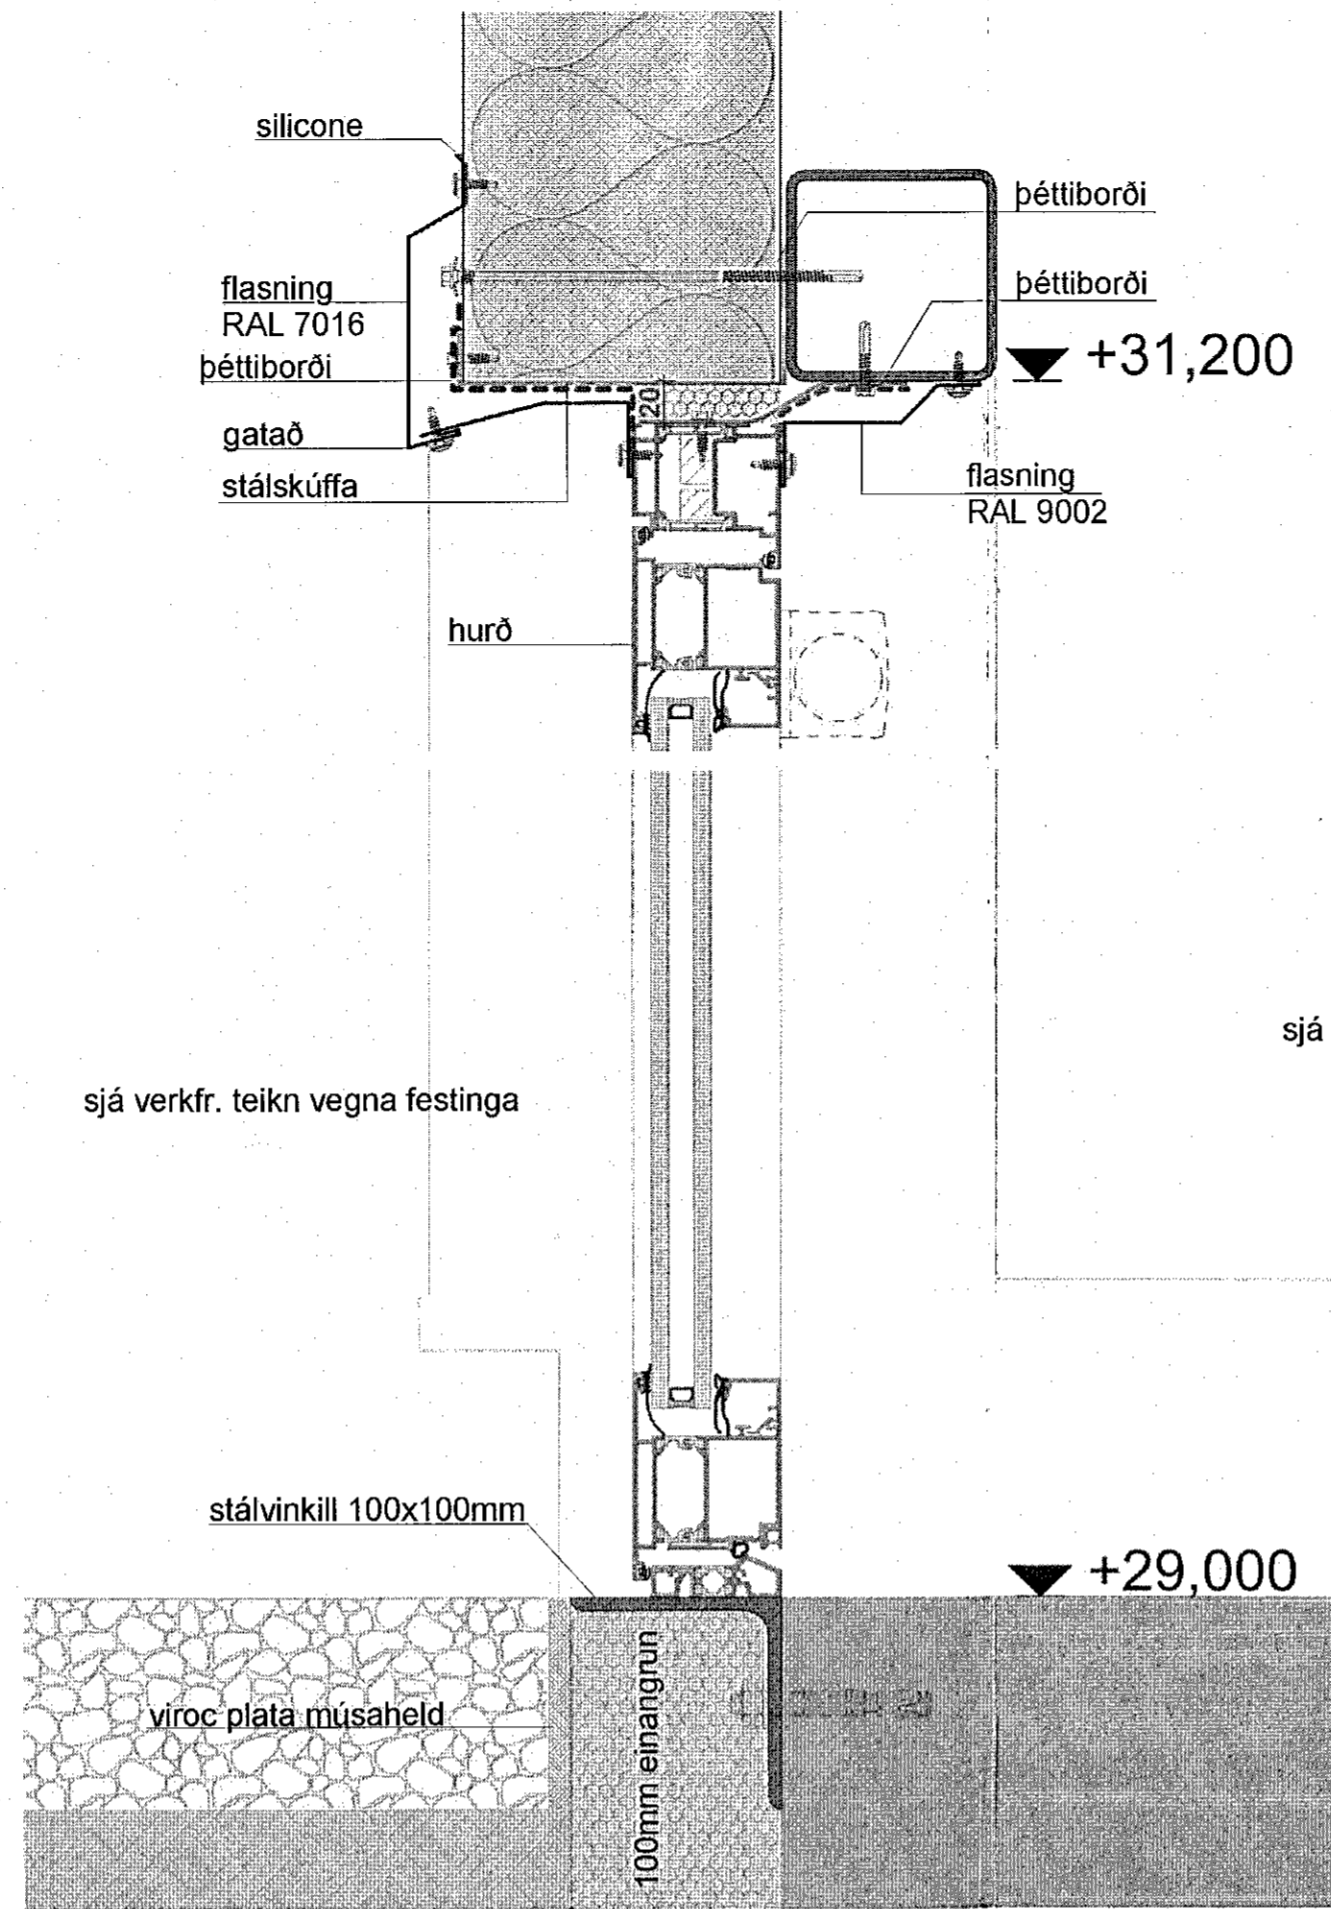 silicone
þéttiborði
flasning
RAL 7016
þéttiborði
+31,200
þéttiborði
20
gatað
stálskúffa
flasning
RAL 9002
hurð
sjá
sjá verkfr. teikn vegna festinga
stálvinkill 100x100mm
+29,000
viroc plata músaheld
100mm einangrun